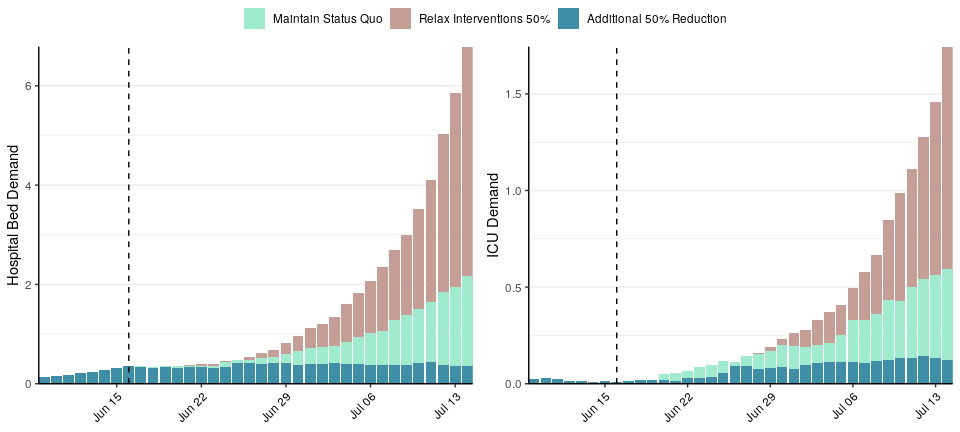 Maintain Status Quo Relax Interventions 50% Additional 50% Reduction
Hospital Bed Demand
6
4
2
0
Jun 15 Jun 22 Jun 29 Jul 06 Jul 13
ICU Demand
1.5
1.0
0.5
0.0
Jun 15 Jun 22 Jun 29 Jul 06 Jul 13